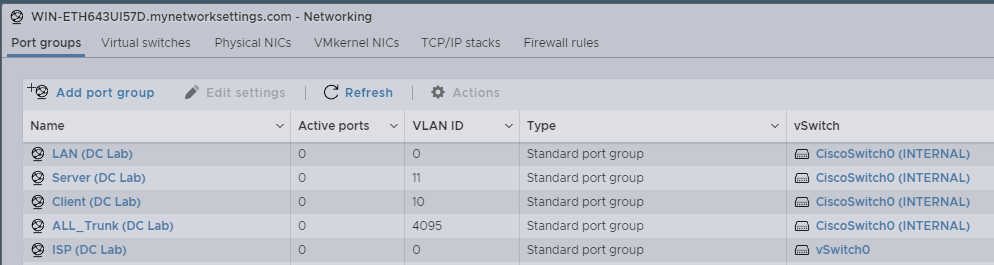 WIN-ETH643UI57D.mynetworksettings.com - Networking
Port groups Virtual switches Physical NICs VMkernel NICs TCP/IP stacks Firewall rules
Add port group Edit settings Refresh Actions
Name Active ports VLAN ID Type vSwitch
LAN (DC Lab) 0 0 Standard port group CiscoSwitch0 (INTERNAL)
Server (DC Lab) 0 11 Standard port group CiscoSwitch0 (INTERNAL)
Client (DC Lab) 0 10 Standard port group CiscoSwitch0 (INTERNAL)
ALL_Trunk (DC Lab) 0 4095 Standard port group CiscoSwitch0 (INTERNAL)
ISP (DC Lab) 0 0 Standard port group vSwitch0